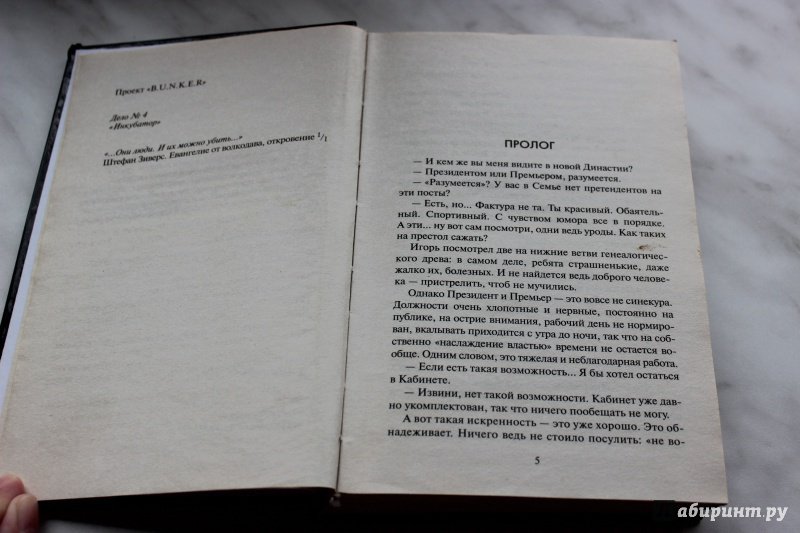 Проект «B.U.N.K.E.R»
Дело № 4
«Инкубатор»
«...Они люди. И их можно убить...»
Штефан Зиверс. Евангелие от волкодава, откровение 1/1
ПРОЛОГ
— И кем же вы меня видите в новой Династии?
— Президентом или Премьером, разумеется.
— «Разумеется»? У вас в Семье нет претендентов на
эти посты?
— Есть, но... Фактура не та. Ты красивый. Обаятель-
ный. Спортивный. С чувством юмора все в порядке.
А эти... ну вот сам посмотри, одни ведь уроды. Как таких
на престол сажать?
Игорь посмотрел две на нижние ветви генеалогиче-
ского древа: в самом деле, ребята страшненькие, даже
жалко их, болезных. И не найдется ведь доброго челове-
ка — пристрелить, чтоб не мучились.
Однако Президент и Премьер — это вовсе не синекура.
Должности очень хлопотные и нервные, постоянно на
публике, на острие внимания, рабочий день не нормиро-
ван, вкалывать приходится с утра до ночи, так что на соб-
ственно «наслаждение властью» времени не остается во-
обще. Одним словом, это тяжелая и неблагодарная работа.
— Если есть такая возможность... Я бы хотел остаться
в Кабинете.
— Извини, нет такой возможности. Кабинет уже дав-
но укомплектован, так что ничего пообещать не могу.
А вот такая искренность — это уже хорошо. Это об-
надеживает. Ничего ведь не стоило посулить: «не во-
5
Лабиринт.ру